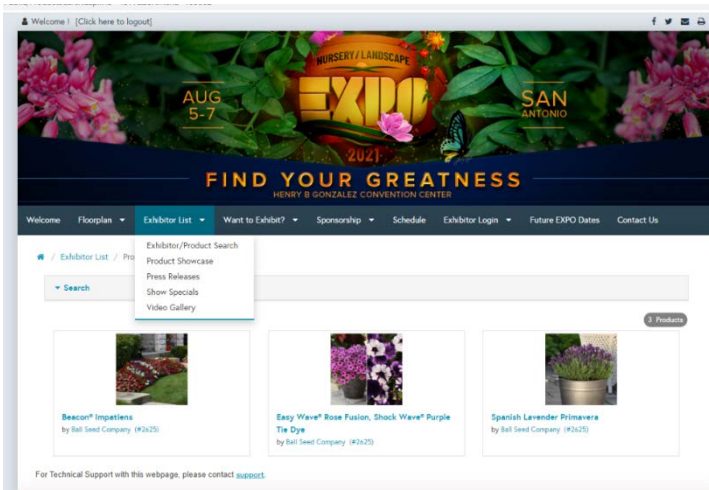 Welcome ! [Click here to logout]
NURSERY/LANDSCAPE
EXPO
AUG
5-7
SAN
ANTONIO
·2021·
FIND YOUR GREATNESS
HENRY B GONZALEZ CONVENTION CENTER
Welcome Floorplan Exhibitor List Want to Exhibit? Sponsorship Schedule Exhibitor Login Future EXPO Dates Contact Us
Exhibitor/Product Search
Product Showcase
Press Releases
Show Specials
Video Gallery
/ Exhibitor List / Pro
Search
3 Products
Beacon® Impatiens
by Ball Seed Company (#2625)
Easy Wave® Rose Fusion, Shock Wave® Purple
Tie Dye
by Ball Seed Company (#2625)
Spanish Lavender Primavera
by Ball Seed Company (#2625)
For Technical Support with this webpage, please contact support.